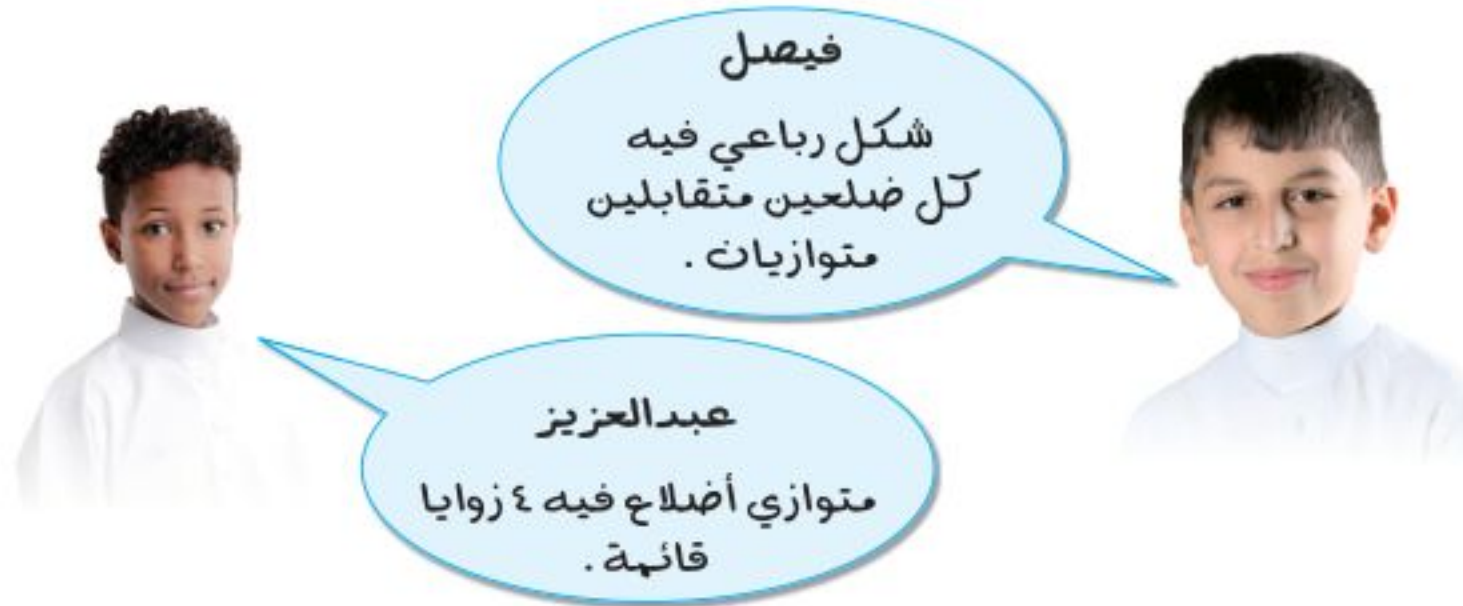 فيصل
شكل رباعي فيه
كل ضلعين متقابلين
متوازيان .
عبدالعزيز
متوازي أضلاع فيه ٤ زوايا
قائمة .